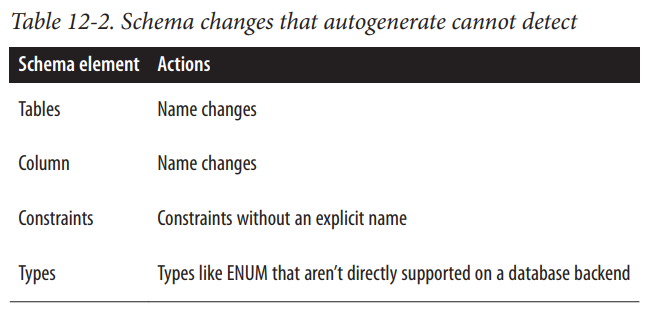 Table 12-2. Schema changes that autogenerate cannot detect
Schema element Actions
Tables Name changes
Column Name changes
Constraints Constraints without an explicit name
Types Types like ENUM that aren’t directly supported on a database backend